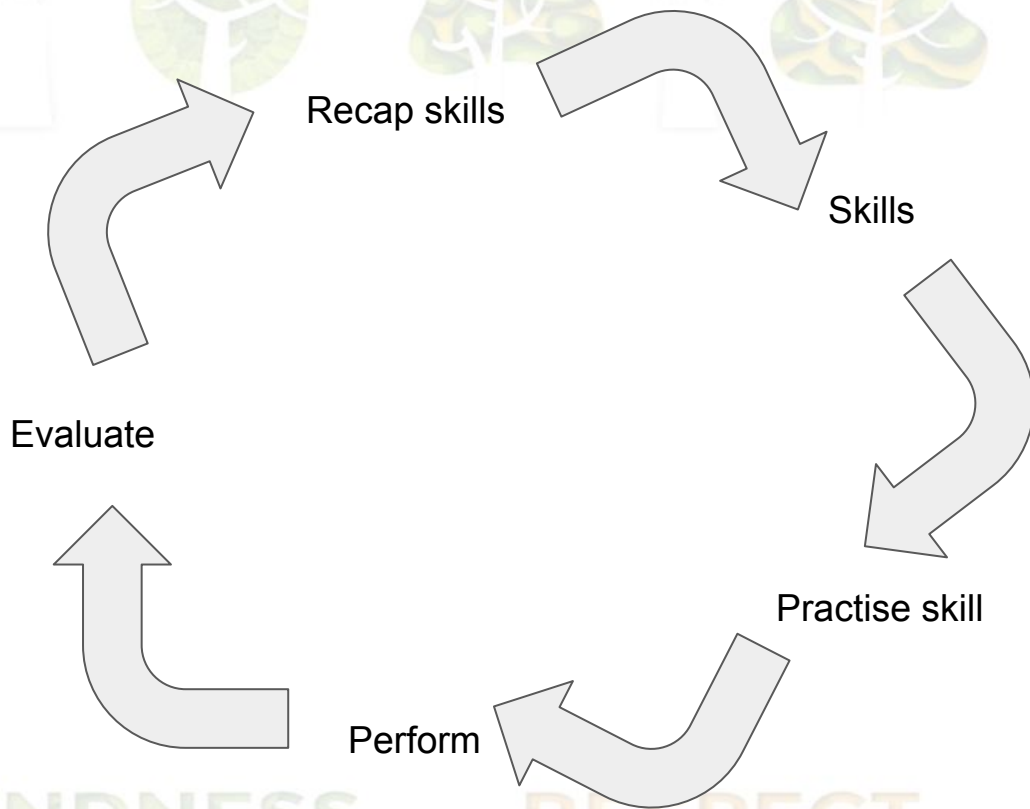 Recap skills
Skills
Practise skill
Perform
Evaluate